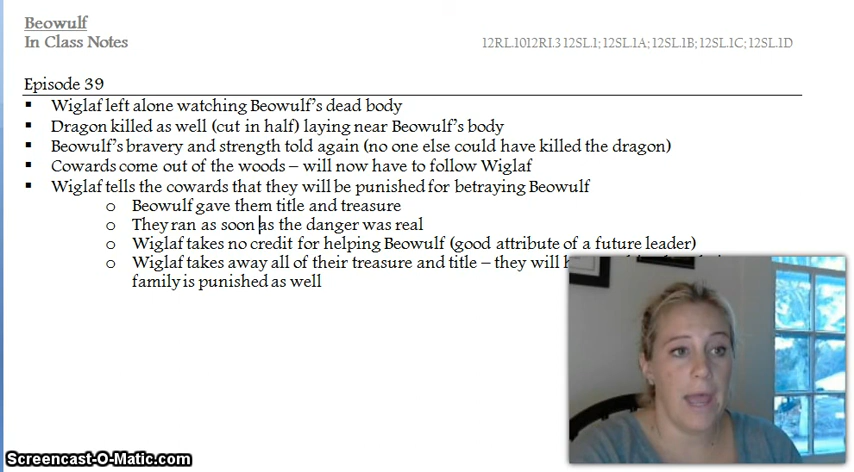 Beowulf
In Class Notes
12RL.1012RI.3 12SL.1; 12SL.1A; 12SL.1B; 12SL.1C; 12SL.1D
Episode 39
▪ Wiglaf left alone watching Beowulf's dead body
▪ Dragon killed as well (cut in half) laying near Beowulf's body
▪ Beowulf's bravery and strength told again (no one else could have killed the dragon)
▪ Cowards come out of the woods – will now have to follow Wiglaf
▪ Wiglaf tells the cowards that they will be punished for betraying Beowulf
o Beowulf gave them title and treasure
o They ran as soon as the danger was real
o Wiglaf takes no credit for helping Beowulf (good attribute of a future leader)
o Wiglaf takes away all of their treasure and title – they will
family is punished as well
Screencast-O-Matic.com